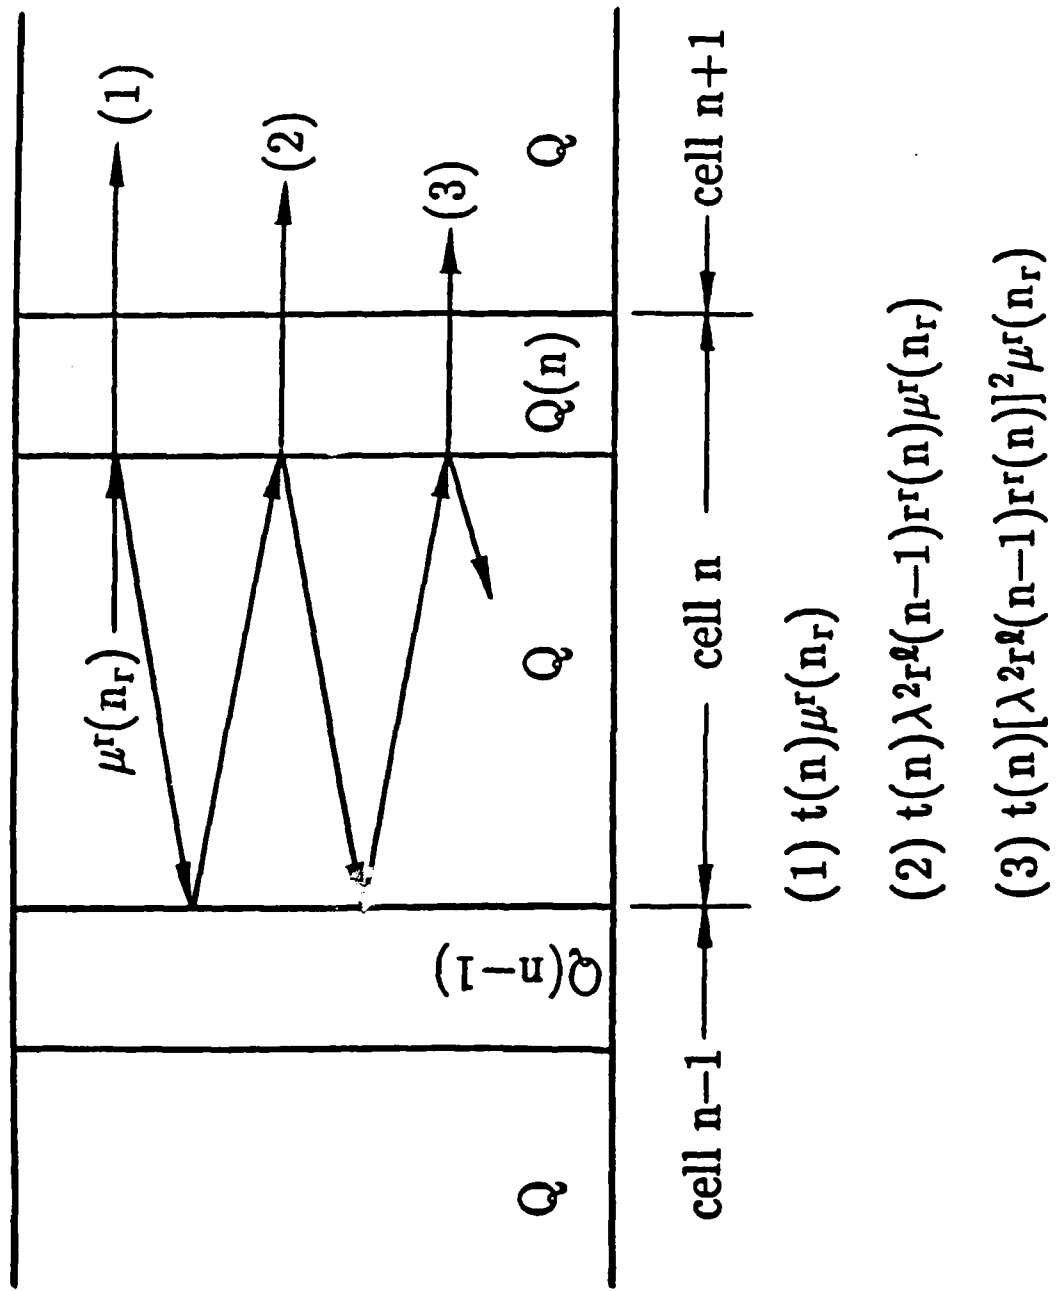 μʳ(nᵣ) (1)
(2)
(3)
Q Q(n−1) Q Q(n) Q
cell n−1 cell n cell n+1
(1) t(n)μʳ(nᵣ)
(2) t(n)λ²rˡ(n−1)rʳ(n)μʳ(nᵣ)
(3) t(n)[λ²rˡ(n−1)rʳ(n)]²μʳ(nᵣ)